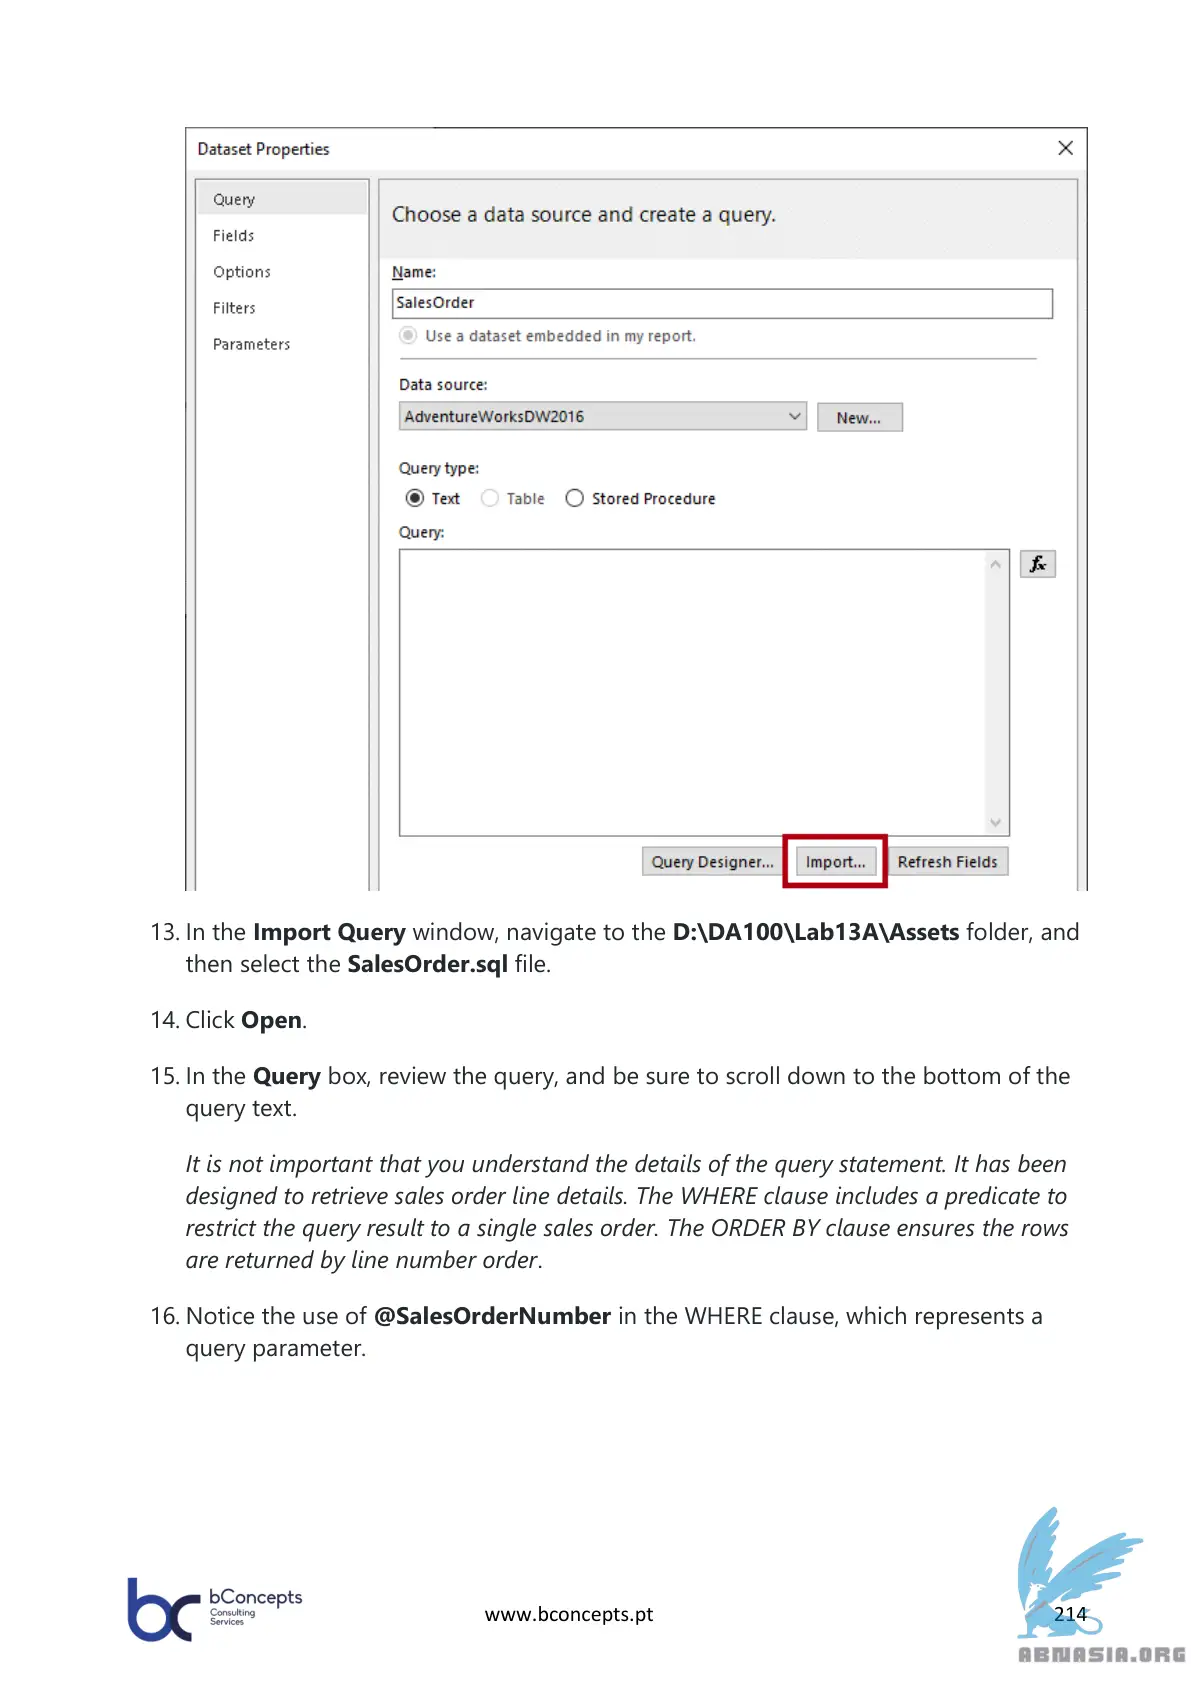 Dataset Properties
Query
Fields
Options
Filters
Parameters
Choose a data source and create a query.
Name:
SalesOrder
Use a dataset embedded in my report.
Data source:
AdventureWorksDW2016
New...
Query type:
Text Table Stored Procedure
Query:
fx
Query Designer... Import... Refresh Fields
13. In the Import Query window, navigate to the D:\DA100\Lab13A\Assets folder, and
then select the SalesOrder.sql file.
14. Click Open.
15. In the Query box, review the query, and be sure to scroll down to the bottom of the
query text.
It is not important that you understand the details of the query statement. It has been
designed to retrieve sales order line details. The WHERE clause includes a predicate to
restrict the query result to a single sales order. The ORDER BY clause ensures the rows
are returned by line number order.
16. Notice the use of @SalesOrderNumber in the WHERE clause, which represents a
query parameter.
bc
bConcepts
Consulting
Services
www.bconcepts.pt
214
ABNASIA.ORG